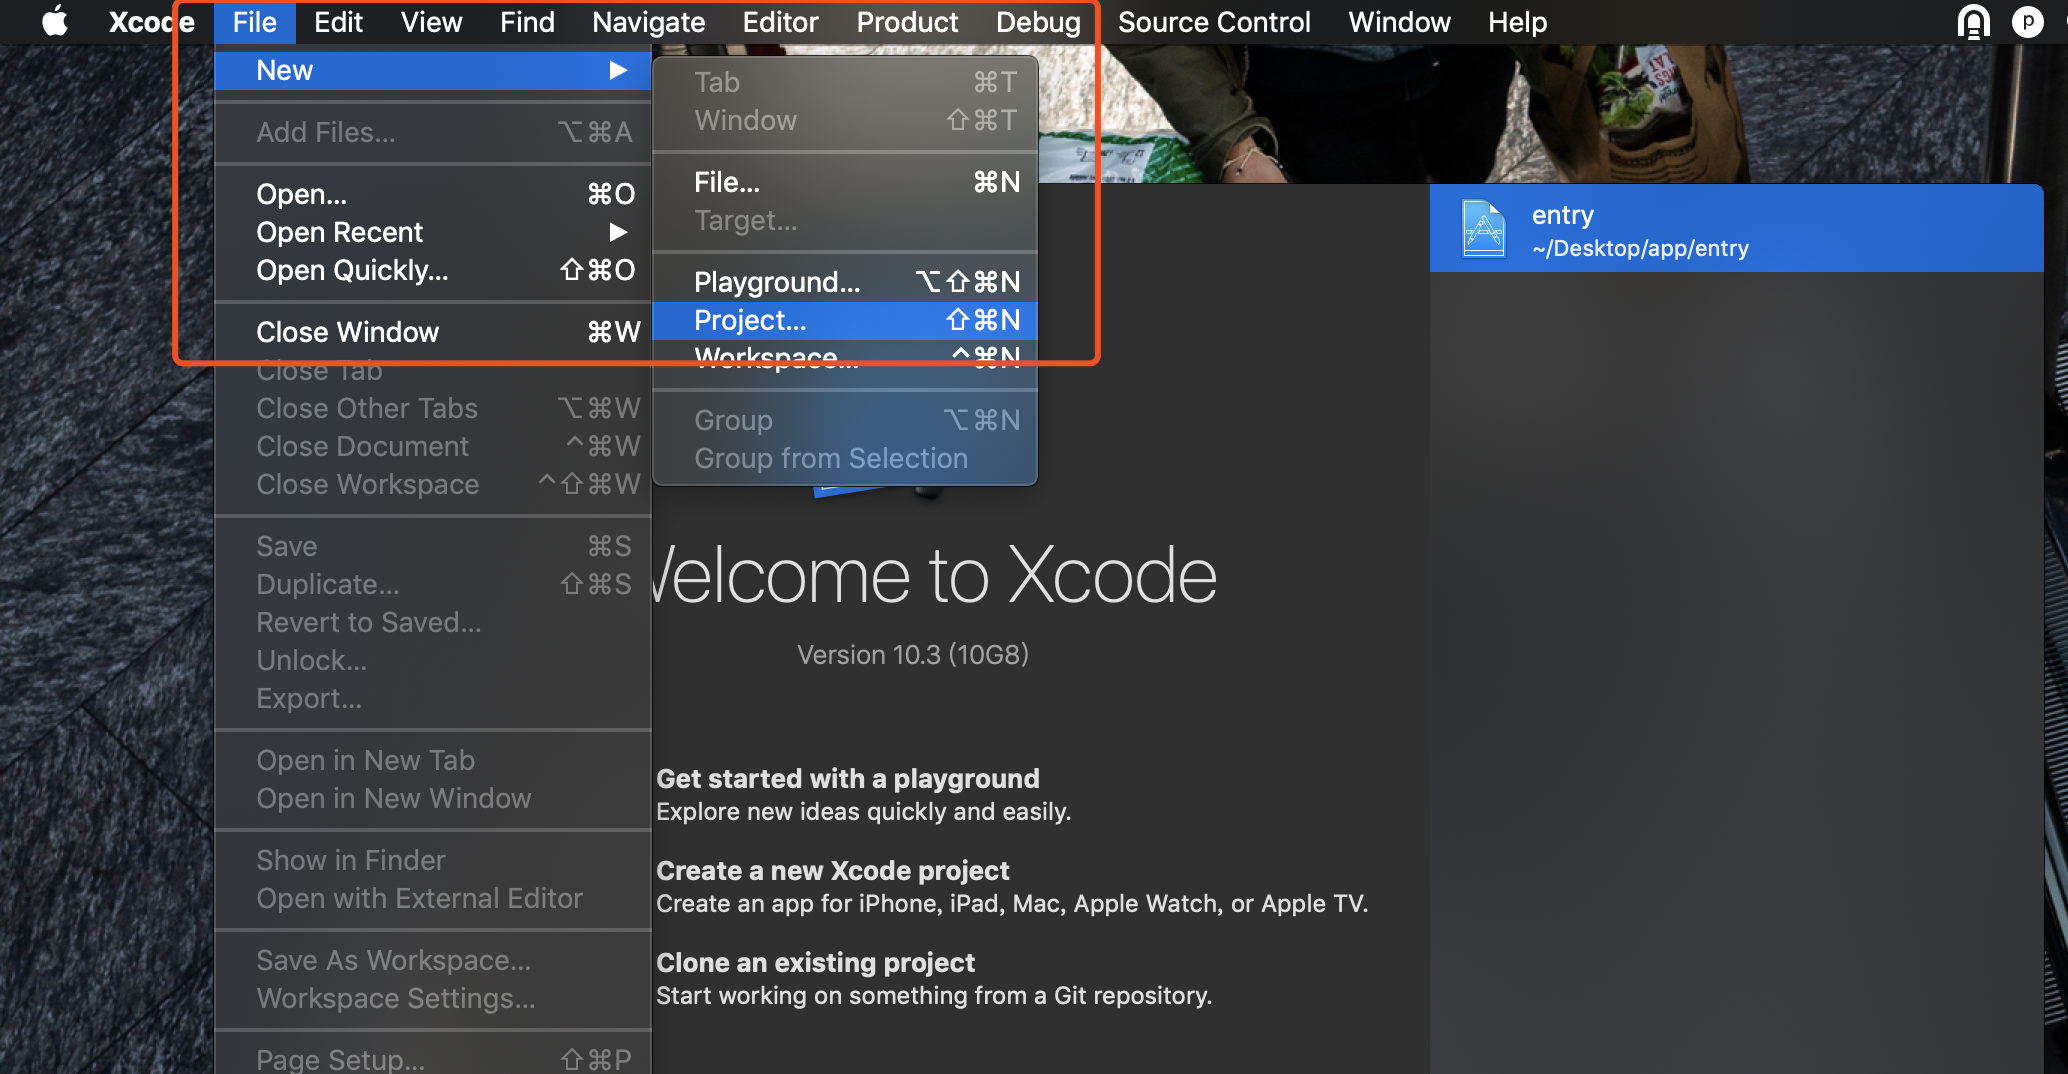 Xcode File Edit View Find Navigate Editor Product Debug Source Control Window Help
New
Add Files... ⌥⌘A
Open... ⌘O
Open Recent
Open Quickly... ⇧⌘O
Close Window ⌘W
Close Tab
Close Other Tabs ⌥⌘W
Close Document ^⌘W
Close Workspace ^⇧⌘W
Save ⌘S
Duplicate... ⇧⌘S
Revert to Saved...
Unlock...
Export...
Open in New Tab
Open in New Window
Show in Finder
Open with External Editor
Save As Workspace...
Workspace Settings...
Page Setup... ⇧⌘P
Tab ⌘T
Window ⇧⌘T
File... ⌘N
Target...
Playground... ⌥⇧⌘N
Project... ⇧⌘N
Workspace... ^⌘N
Group ⌥⌘N
Group from Selection
Welcome to Xcode
Version 10.3 (10G8)
Get started with a playground
Explore new ideas quickly and easily.
Create a new Xcode project
Create an app for iPhone, iPad, Mac, Apple Watch, or Apple TV.
Clone an existing project
Start working on something from a Git repository.
entry
~/Desktop/app/entry